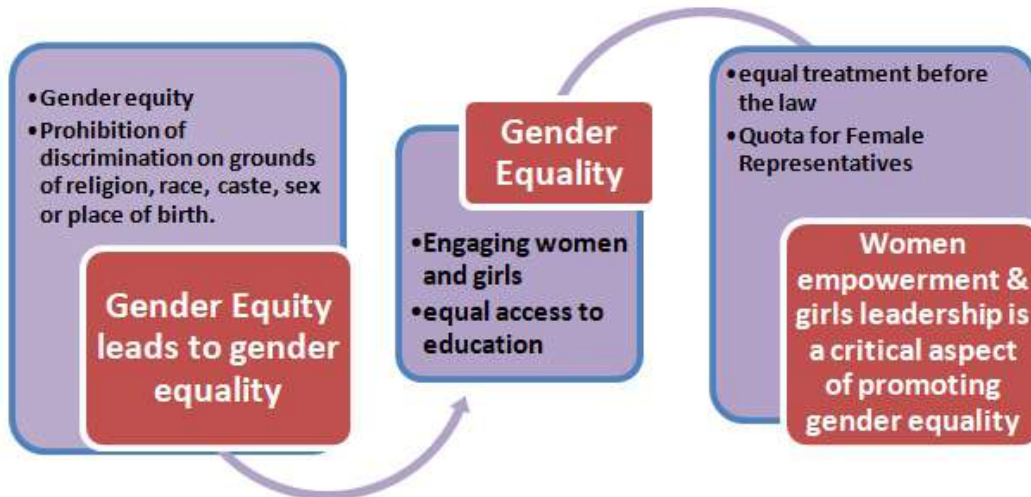 •Gender equity
•Prohibition of
discrimination on grounds
of religion, race, caste, sex
or place of birth.
Gender Equity
leads to gender
equality
Gender
Equality
•Engaging women
and girls
•equal access to
education
•equal treatment before
the law
•Quota for Female
Representatives
Women
empowerment &
girls leadership is
a critical aspect
of promoting
gender equality